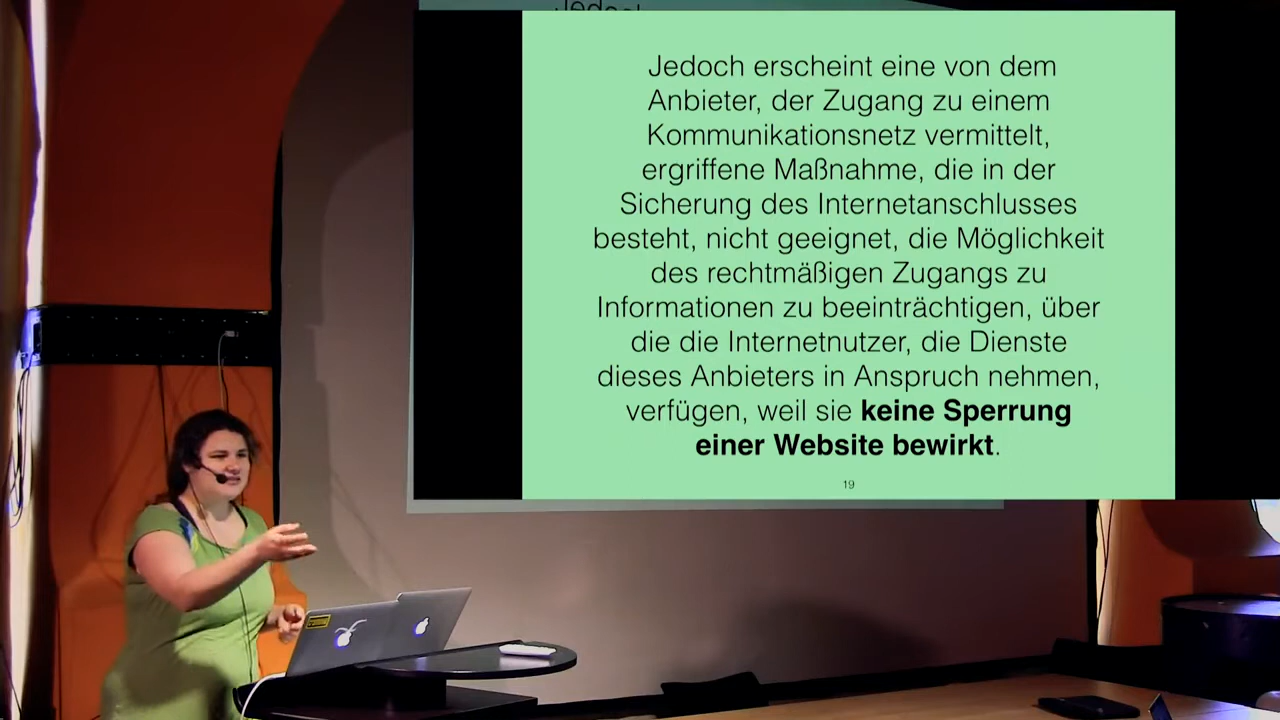 Jedoch erscheint eine von dem
Anbieter, der Zugang zu einem
Kommunikationsnetz vermittelt,
ergriffene Maßnahme, die in der
Sicherung des Internetanschlusses
besteht, nicht geeignet, die Möglichkeit
des rechtmäßigen Zugangs zu
Informationen zu beeinträchtigen, über
die die Internetnutzer, die Dienste
dieses Anbieters in Anspruch nehmen,
verfügen, weil sie keine Sperrung
einer Website bewirkt.
19